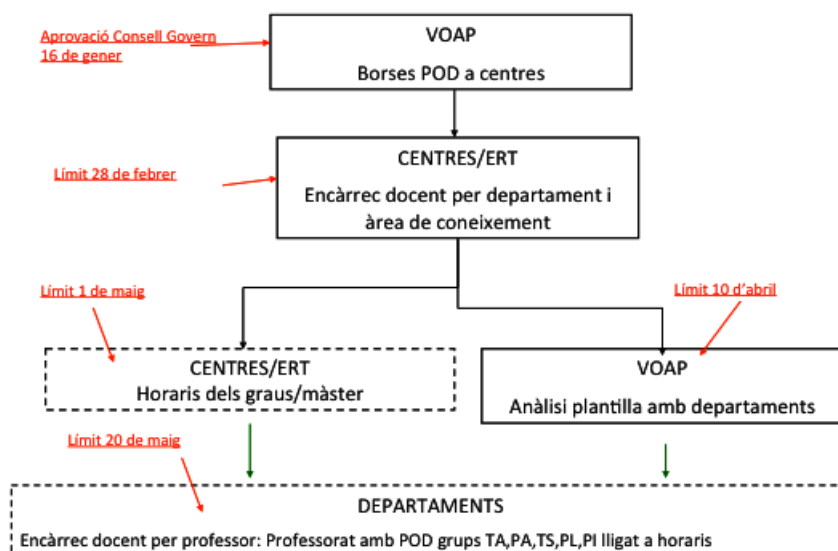 Aprovació Consell Govern
16 de gener
VOAP
Borses POD a centres
Límit 28 de febrer
CENTRES/ERT
Encàrrec docent per departament i
àrea de coneixement
Límit 1 de maig
Límit 10 d'abril
CENTRES/ERT
Horaris dels graus/màster
VOAP
Anàlisi plantilla amb departaments
Límit 20 de maig
DEPARTAMENTS
Encàrrec docent per professor: Professorat amb POD grups TA,PA,TS,PL,PI lligat a horaris